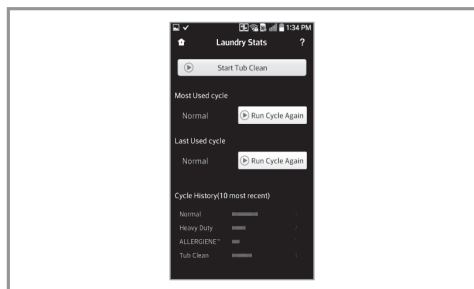 1:34 PM
Laundry Stats ?
Start Tub Clean
Most Used cycle
Normal Run Cycle Again
Last Used cycle
Normal Run Cycle Again
Cycle History(10 most recent)
Normal
Heavy Duty
ALLERGIENE™
Tub Clean